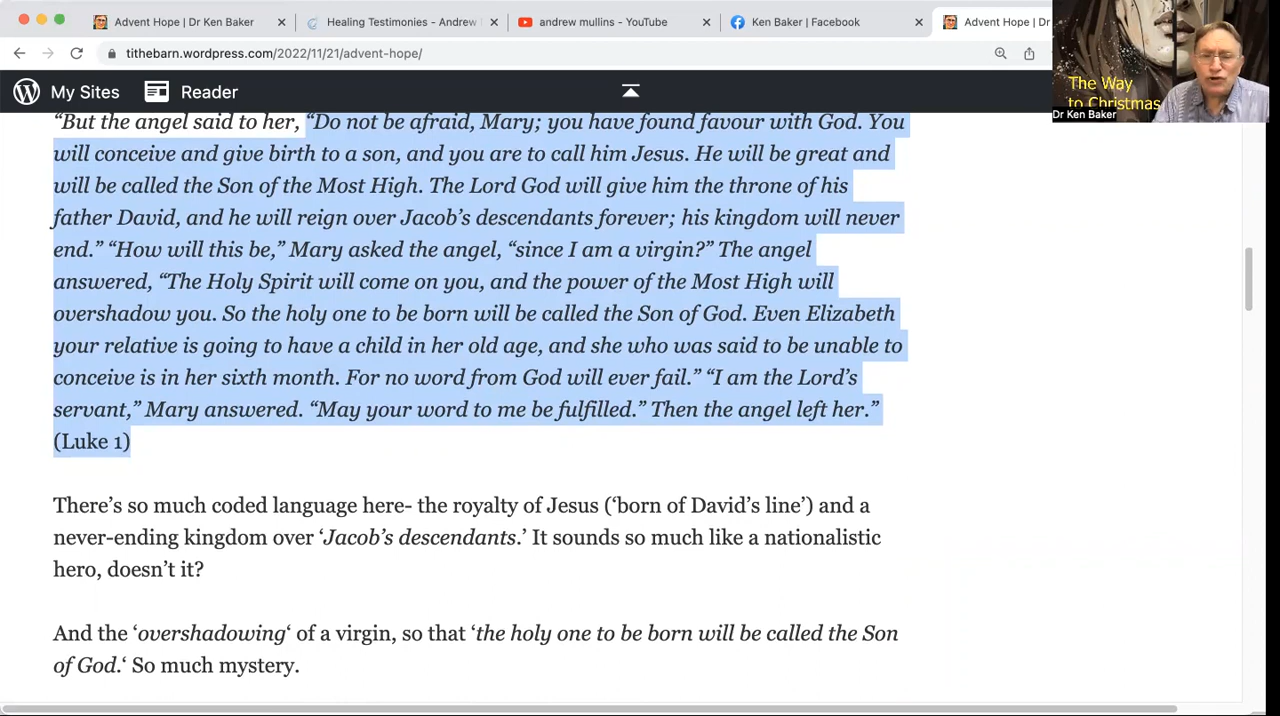 Advent Hope | Dr Ken Baker
Healing Testimonies - Andrew
andrew mullins - YouTube
Ken Baker | Facebook
Advent Hope | D
tithebarn.wordpress.com/2022/11/21/advent-hope/
My Sites
Reader
The Way
to Christmas
Dr Ken Baker
“But the angel said to her, “Do not be afraid, Mary; you have found favour with God. You
will conceive and give birth to a son, and you are to call him Jesus. He will be great and
will be called the Son of the Most High. The Lord God will give him the throne of his
father David, and he will reign over Jacob’s descendants forever; his kingdom will never
end.” “How will this be,” Mary asked the angel, “since I am a virgin?” The angel
answered, “The Holy Spirit will come on you, and the power of the Most High will
overshadow you. So the holy one to be born will be called the Son of God. Even Elizabeth
your relative is going to have a child in her old age, and she who was said to be unable to
conceive is in her sixth month. For no word from God will ever fail.” “I am the Lord’s
servant,” Mary answered. “May your word to me be fulfilled.” Then the angel left her.”
(Luke 1)
There’s so much coded language here- the royalty of Jesus (‘born of David’s line’) and a
never-ending kingdom over ‘Jacob’s descendants.’ It sounds so much like a nationalistic
hero, doesn’t it?
And the ‘overshadowing‘ of a virgin, so that ‘the holy one to be born will be called the Son
of God.‘ So much mystery.